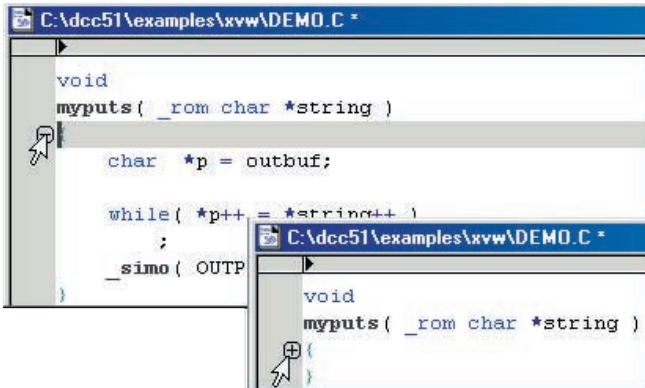 C:\dcc51\examples\xvw\DEMO.C *
void
myputs( _rom char *string )
{
char *p = outbuf;
while( *p++ = *string++ )
;
_simo( OUTP
}
C:\dcc51\examples\xvw\DEMO.C *
void
myputs( _rom char *string )
{
}